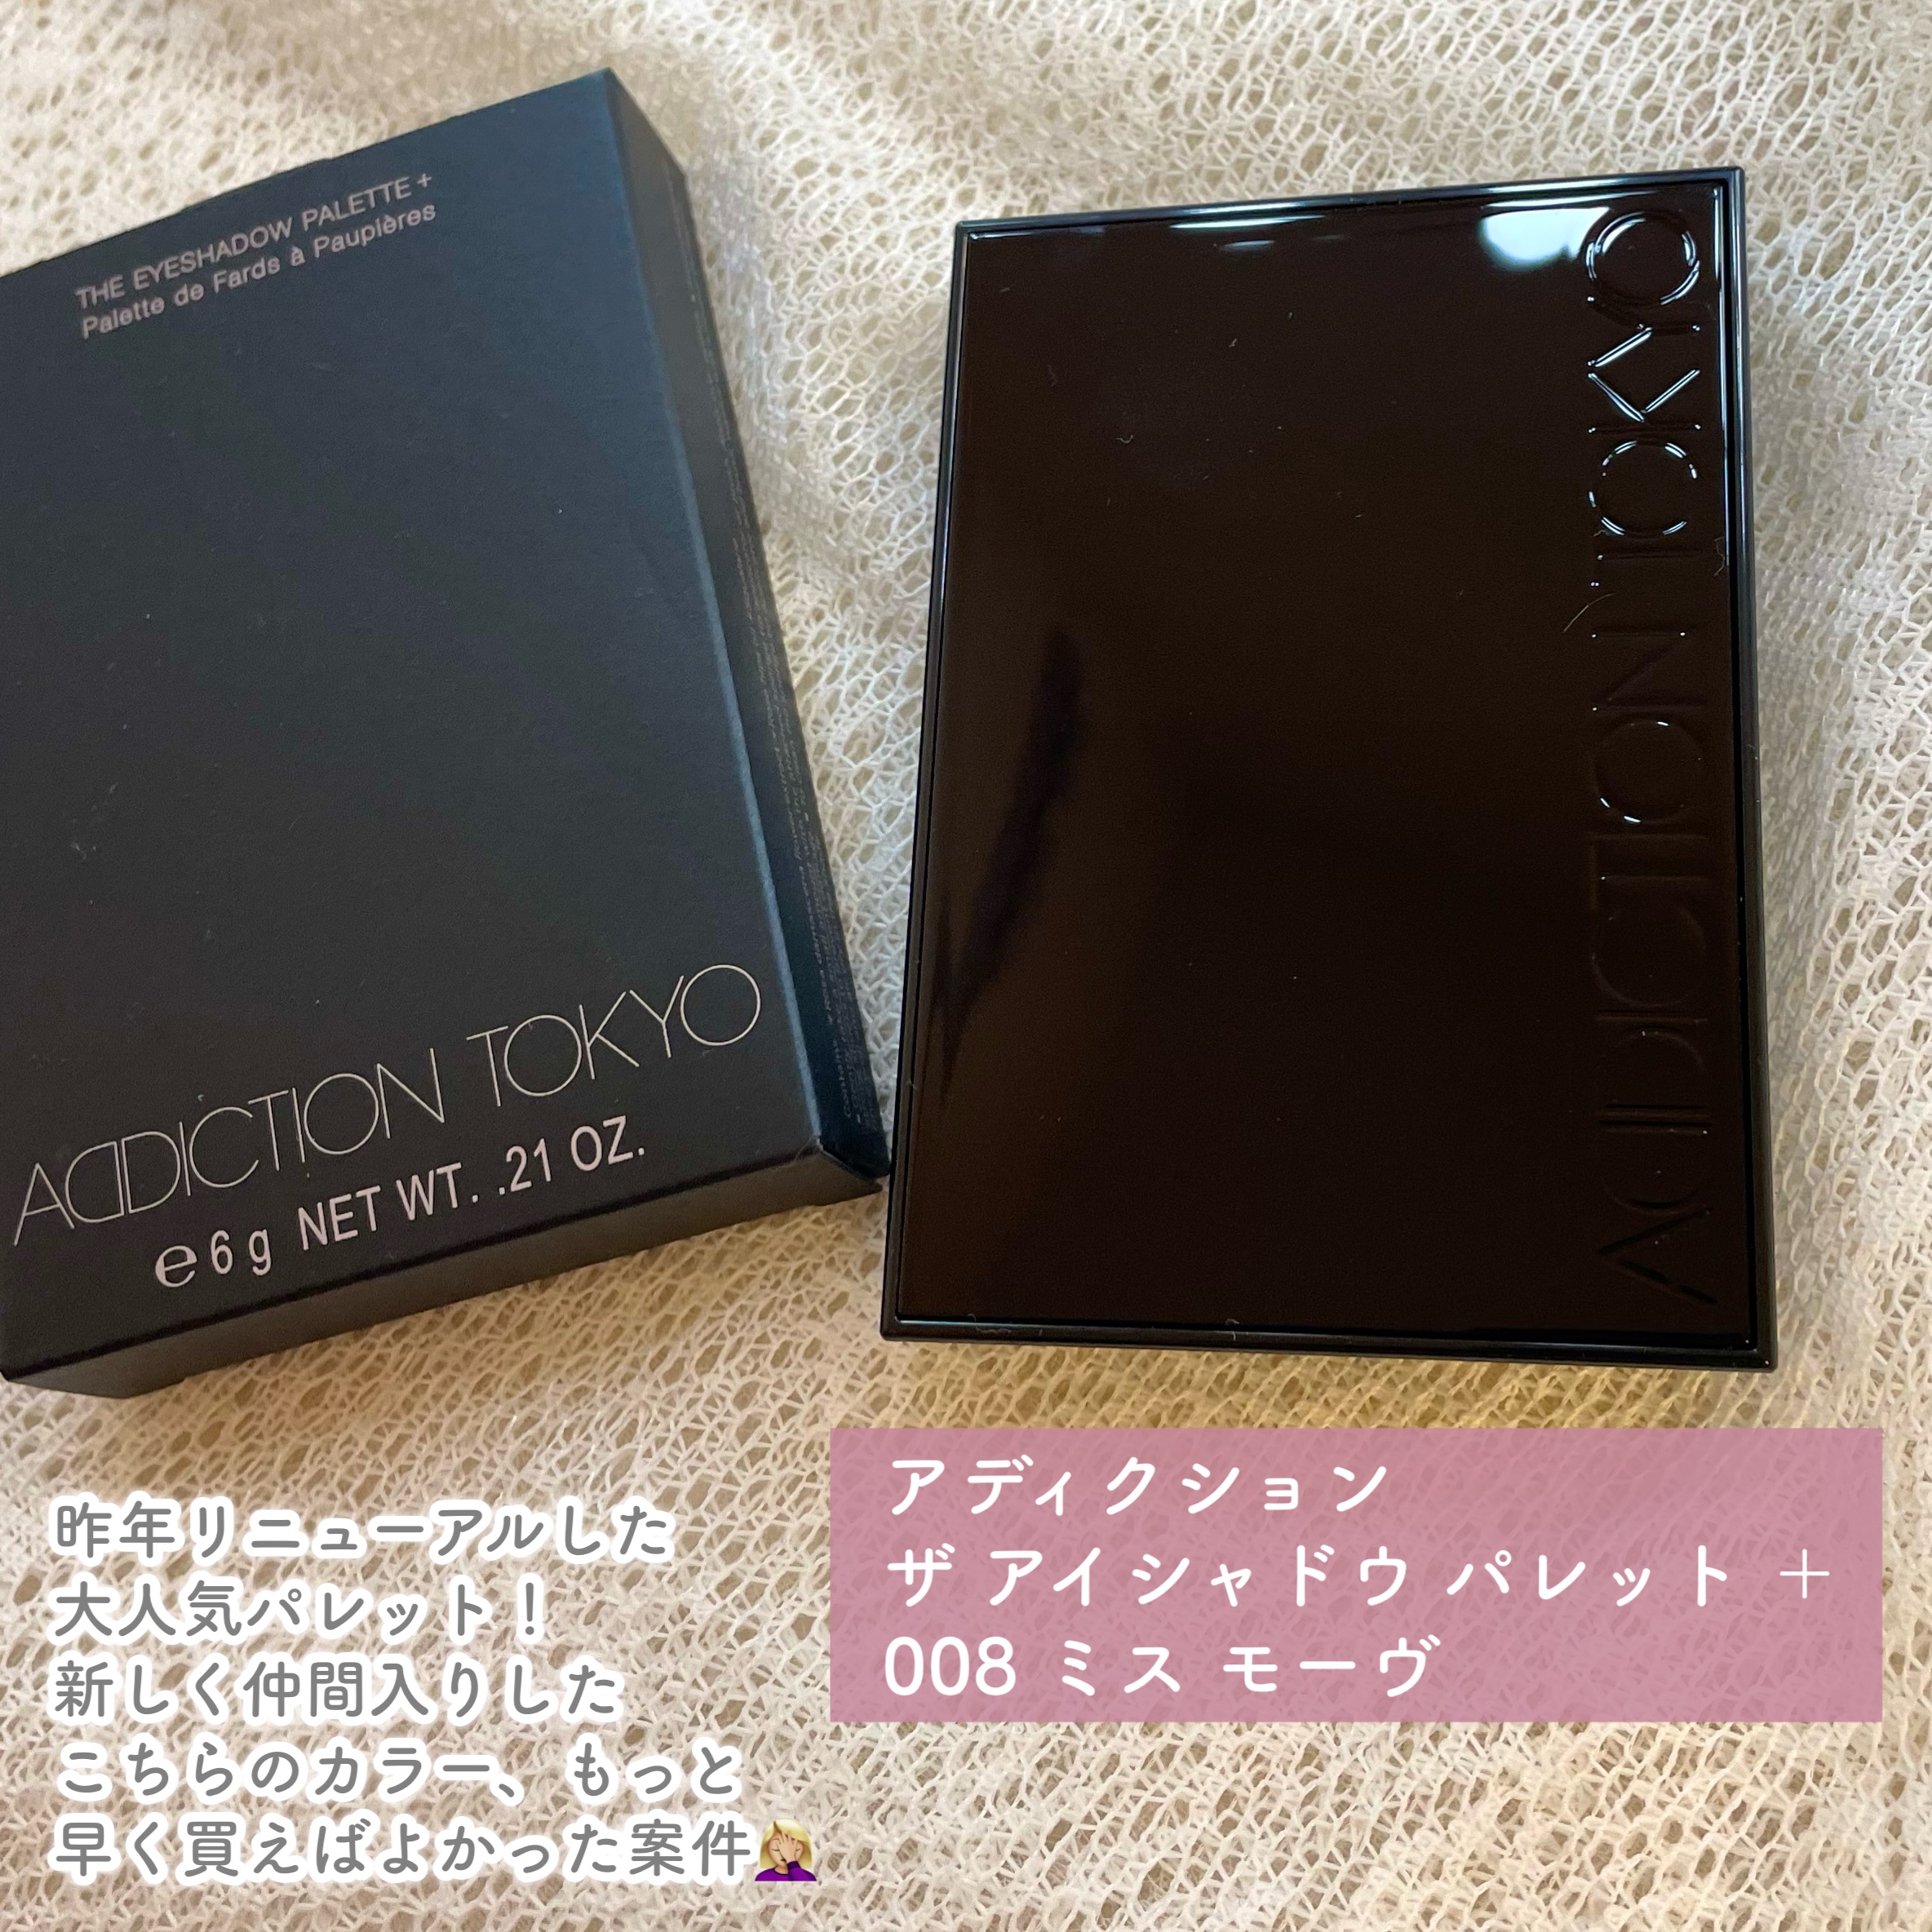 THE EYESHADOW PALETTE +
Palette de Fards à Paupières
ADDICTION TOKYO
e6 g NET WT. .21 OZ.
ADDICTION TOKYO
アディクション
ザ アイシャドウ パレット ＋
008 ミス モーヴ
昨年リニューアルした
大人気パレット！
新しく仲間入りした
こちらのカラー、もっと
早く買えばよかった案件🤦🏼‍♀️